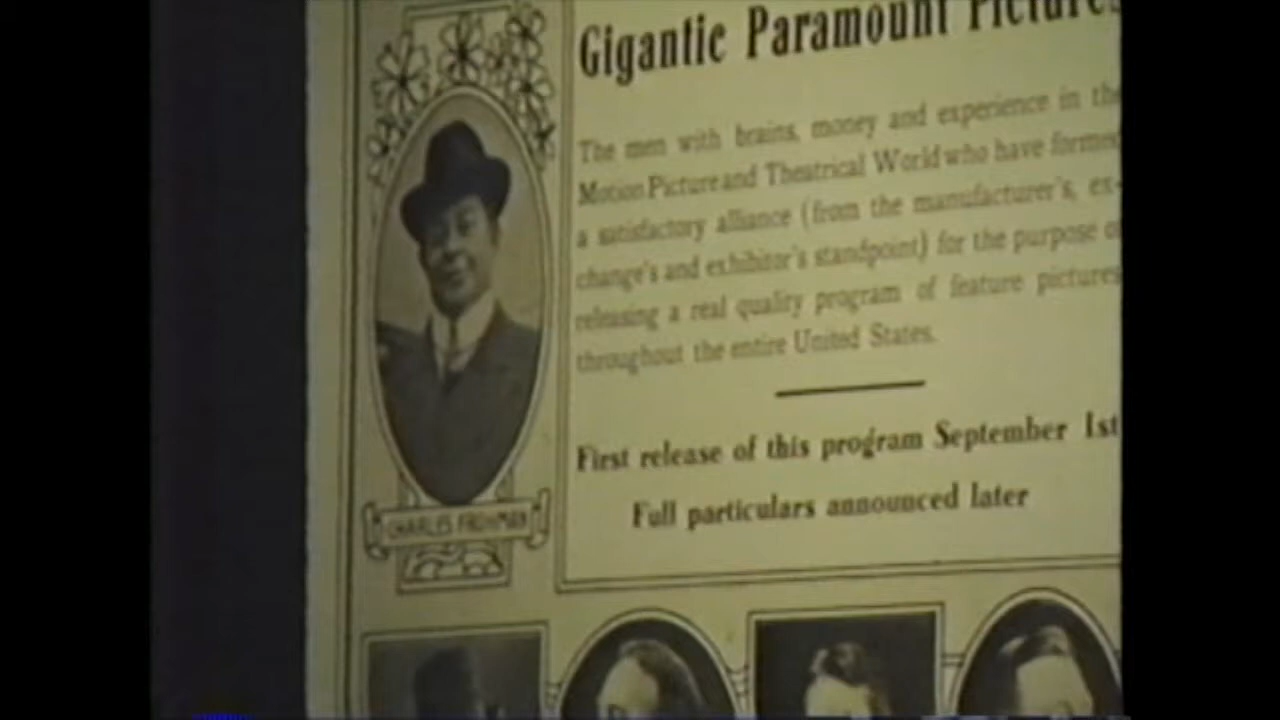 Gigantic Paramount Pictures
The men with brains, money and experience in the
Motion Picture and Theatrical World who have formed
a satisfactory alliance (from the manufacturer's, ex-
change's and exhibitor's standpoint) for the purpose of
releasing a real quality program of feature pictures
throughout the entire United States.
First release of this program September 1st
Full particulars announced later
CHARLES FROHMAN